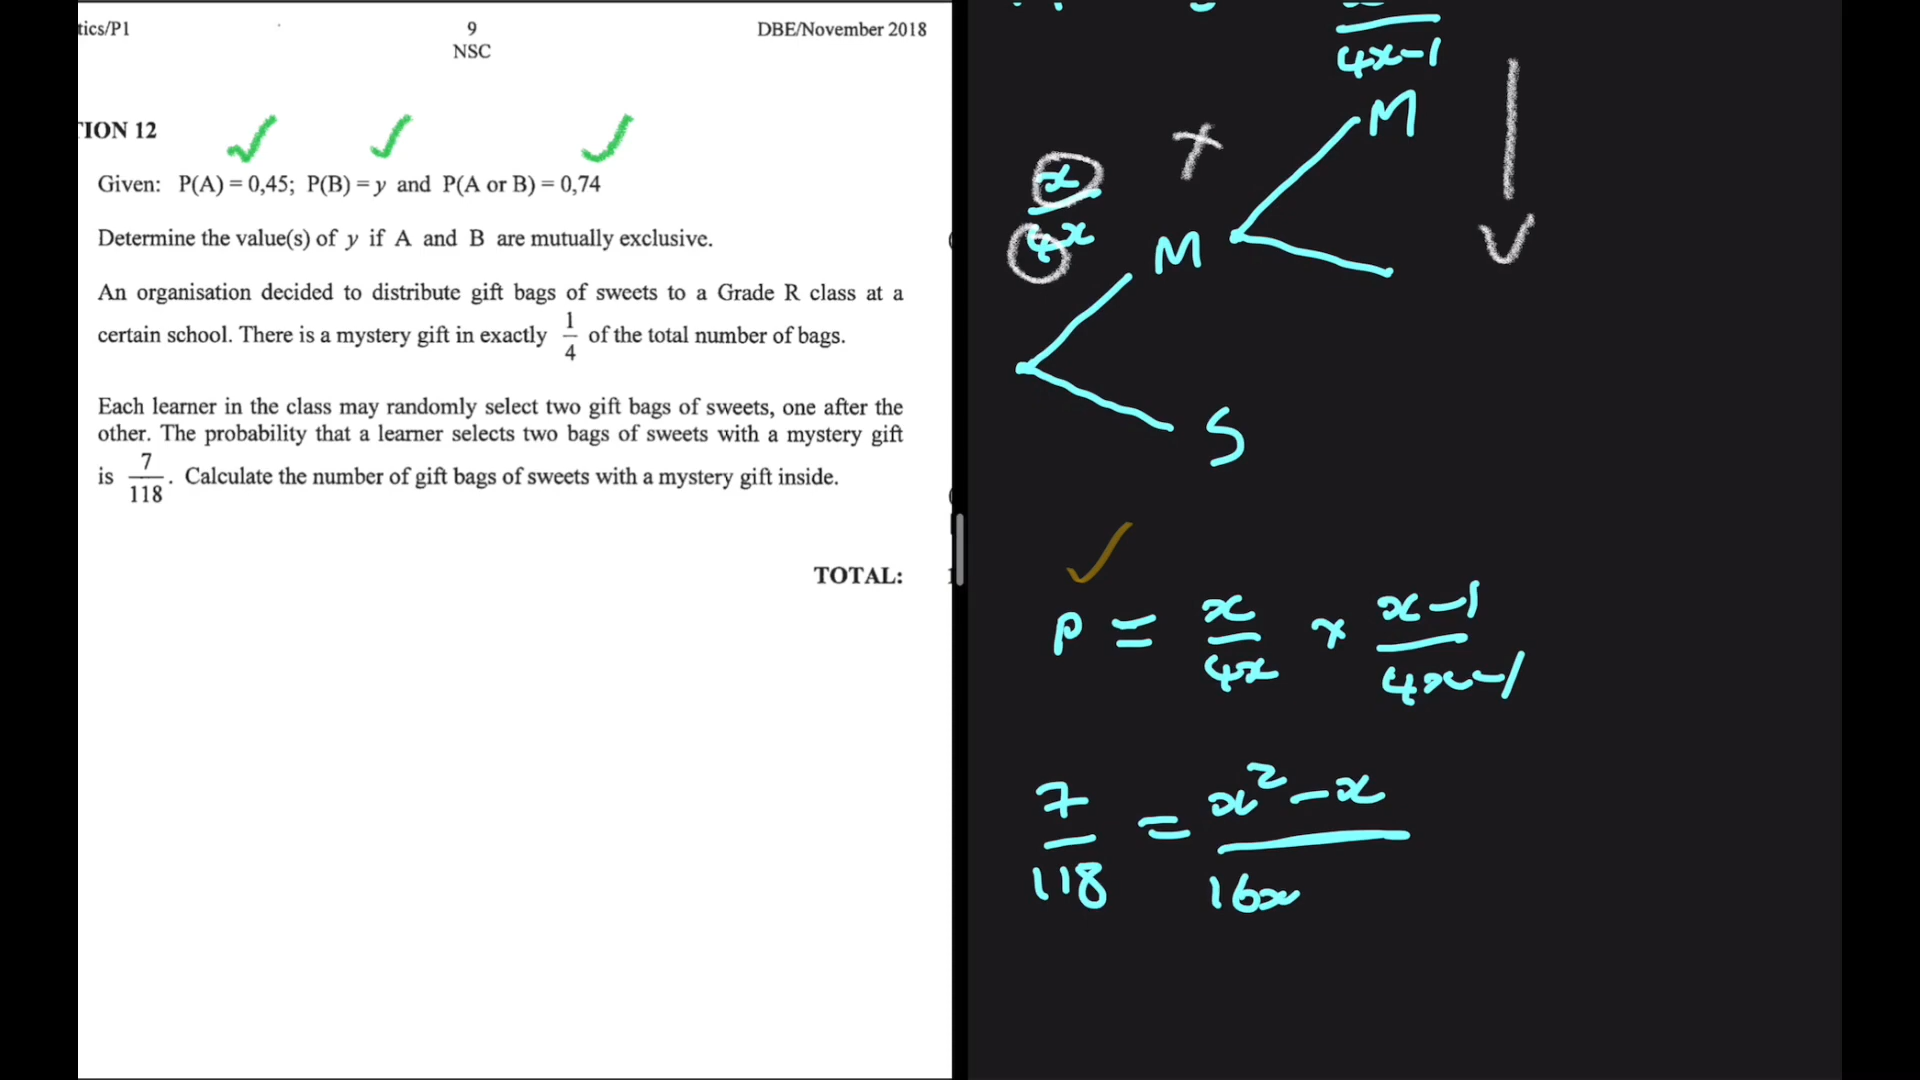 tics/P1
9
DBE/November 2018
NSC
TION 12
Given: P(A) = 0,45; P(B) = y and P(A or B) = 0,74
Determine the value(s) of y if A and B are mutually exclusive.
An organisation decided to distribute gift bags of sweets to a Grade R class at a
certain school. There is a mystery gift in exactly 1/4 of the total number of bags.
Each learner in the class may randomly select two gift bags of sweets, one after the
other. The probability that a learner selects two bags of sweets with a mystery gift
is 7/118. Calculate the number of gift bags of sweets with a mystery gift inside.
TOTAL:
4x-1
M
x/4x
M
S
P = x/4x × x-1/4x-1
7/118 = x²-x/16x